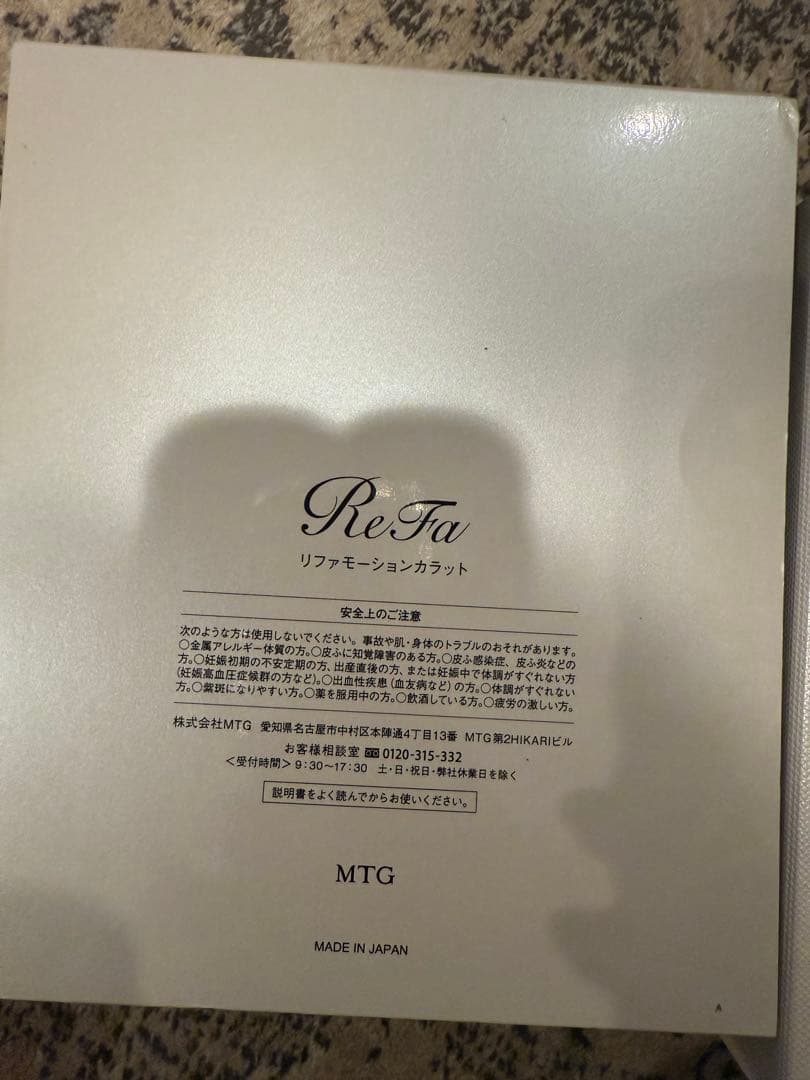 ReFa
リファモーションカラット
安全上のご注意
次のような方は使用しないでください。事故や肌・身体のトラブルのおそれがあります。
○金属アレルギー体質の方。○皮ふに知覚障害のある方。○皮ふ感染症、皮ふ炎などの
方。○妊娠初期の不安定期の方、出産直後の方、または妊娠中で体調がすぐれない方
(妊娠高血圧症候群の方など)。○出血性疾患(血友病など)の方。○体調がすぐれない
方。○紫斑になりやすい方。○薬を服用中の方。○飲酒している方。○疲労の激しい方。
株式会社MTG 愛知県名古屋市中村区本陣通4丁目13番 MTG第2HIKARIビル
お客様相談室 0120-315-332
<受付時間> 9:30~17:30 土・日・祝日・弊社休業日を除く
説明書をよく読んでからお使いください。
MTG
MADE IN JAPAN
A